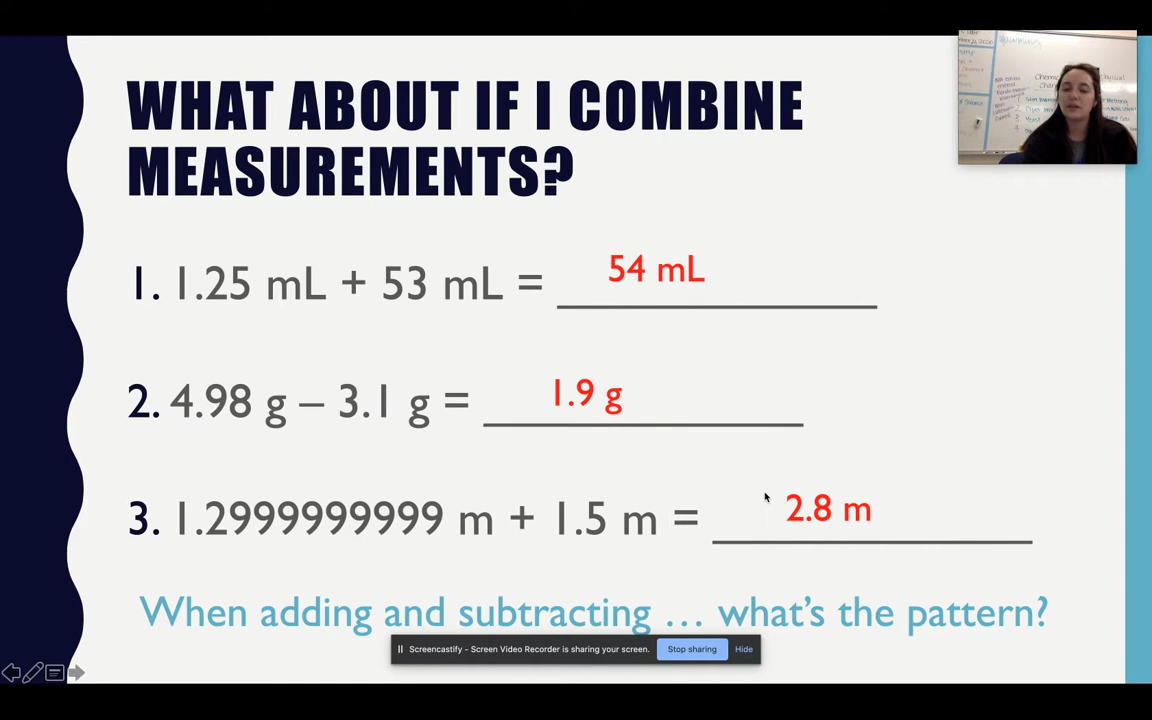 WHAT ABOUT IF I COMBINE
MEASUREMENTS?
1. 1.25 mL + 53 mL = 54 mL
2. 4.98 g – 3.1 g = 1.9 g
3. 1.2999999999 m + 1.5 m = 2.8 m
When adding and subtracting … what's the pattern?
Screencastify - Screen Video Recorder is sharing your screen. Stop sharing Hide